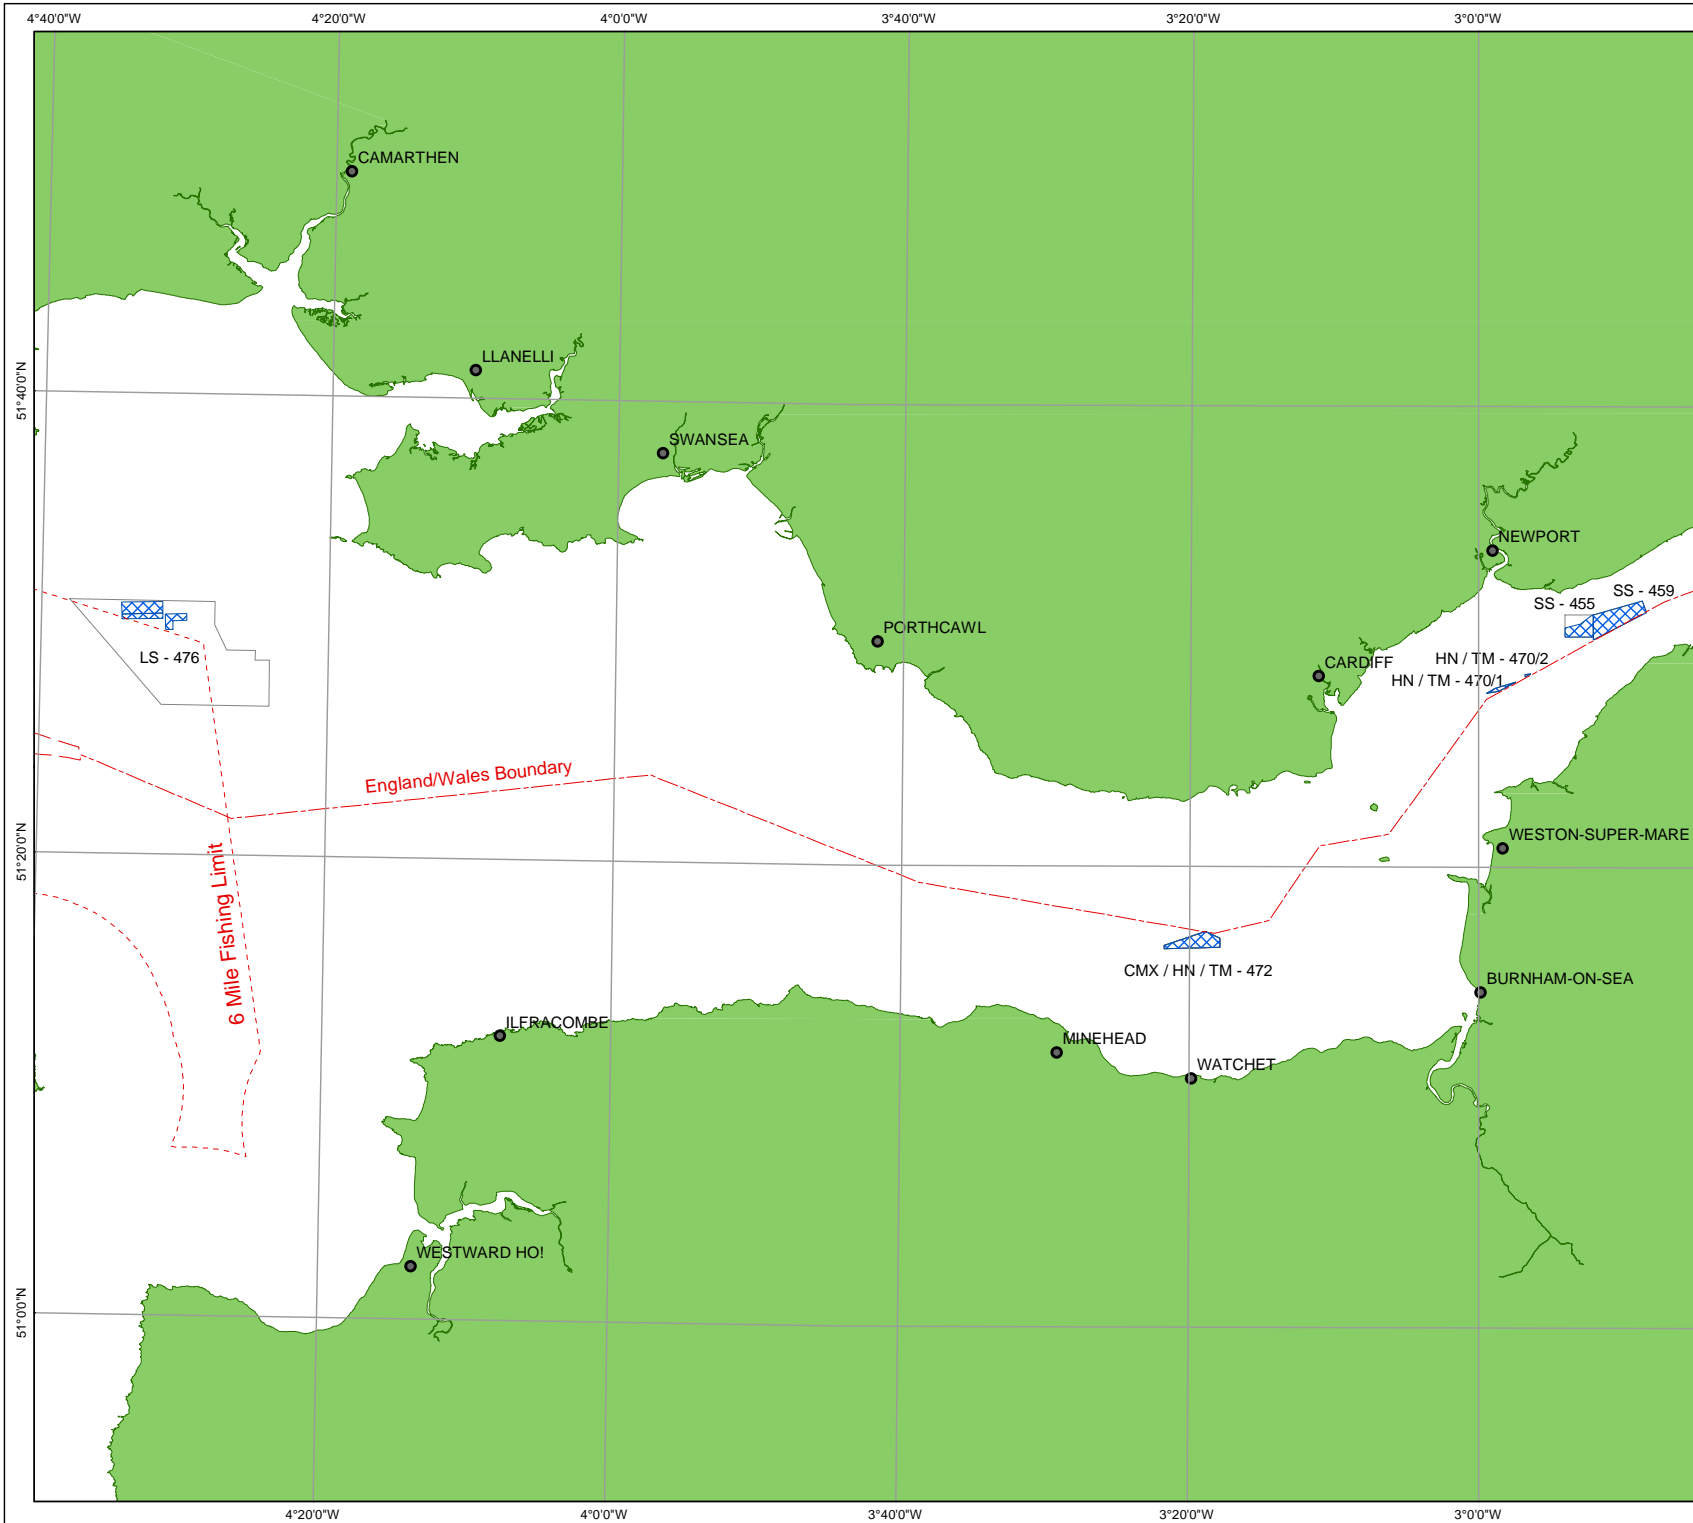 4°40'0"W
4°20'0"W
4°0'0"W
3°40'0"W
3°20'0"W
3°0'0"W
CAMARTHEN
LLANELLI
51°40'0"N
SWANSEA
NEWPORT
SS - 459
SS - 455
PORTHCAWL
LS - 476
HN / TM - 470/2
CARDIFF
HN / TM - 470/1
England/Wales Boundary
WESTON-SUPER-MARE
51°20'0"N
6 Mile Fishing Limit
CMX / HN / TM - 472
BURNHAM-ON-SEA
ILFRACOMBE
MINEHEAD
WATCHET
WESTWARD HO!
51°0'0"N
4°20'0"W
4°0'0"W
3°40'0"W
3°20'0"W
3°0'0"W